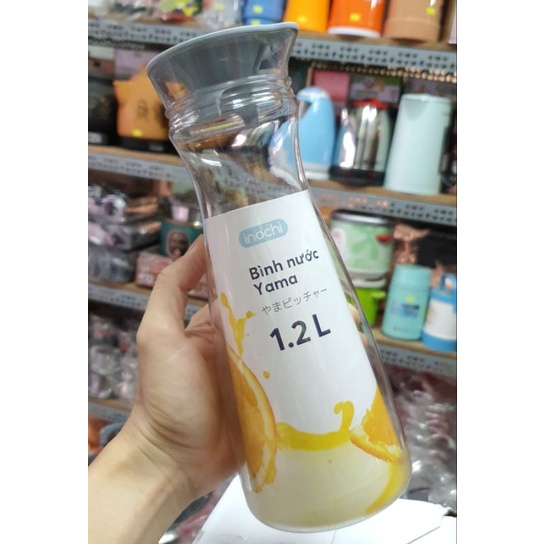 inochi
Bình nước
Yama
やまピッチャー
1.2 L